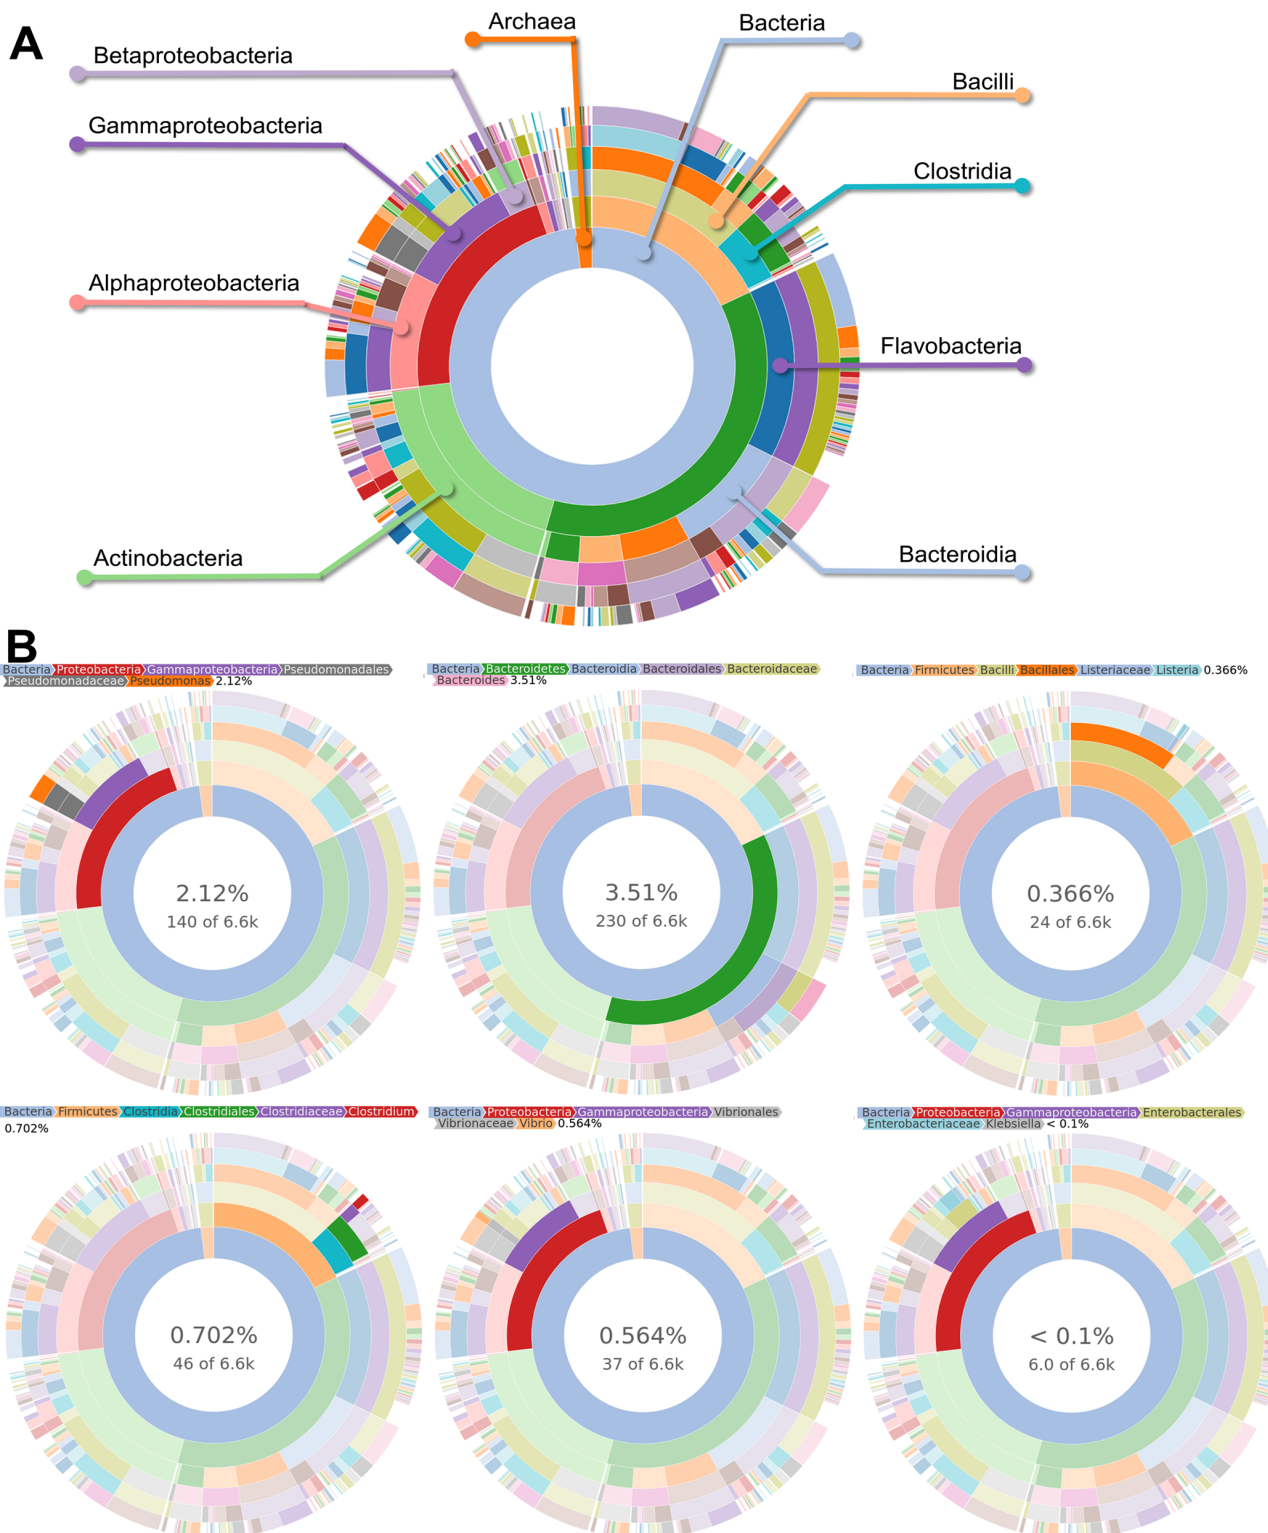 A
Archaea
Bacteria
Betaproteobacteria
Bacilli
Gammaproteobacteria
Clostridia
Alphaproteobacteria
Flavobacteria
Actinobacteria
Bacteroidia
B
Bacteria Proteobacteria Gammaproteobacteria Pseudomonadales
Pseudomonadaceae Pseudomonas 2.12%
2.12%
140 of 6.6k
Bacteria Bacteroidetes Bacteroidia Bacteroidales Bacteroidaceae
Bacteroides 3.51%
3.51%
230 of 6.6k
Bacteria Firmicutes Bacilli Bacillales Listeriaceae Listeria 0.366%
0.366%
24 of 6.6k
Bacteria Firmicutes Clostridia Clostridiales Clostridiaceae Clostridium
0.702%
0.702%
46 of 6.6k
Bacteria Proteobacteria Gammaproteobacteria Vibrionales
Vibrionaceae Vibrio 0.564%
0.564%
37 of 6.6k
Bacteria Proteobacteria Gammaproteobacteria Enterobacterales
Enterobacteriaceae Klebsiella < 0.1%
< 0.1%
6.0 of 6.6k